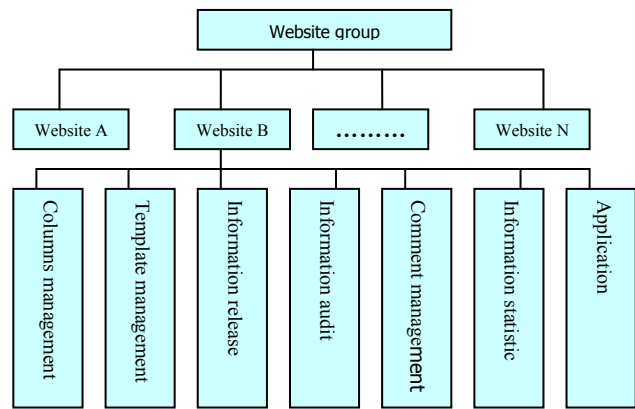 Website group
Website A
Website B
………
Website N
Columns management
Template management
Information release
Information audit
Comment management
Information statistic
Application